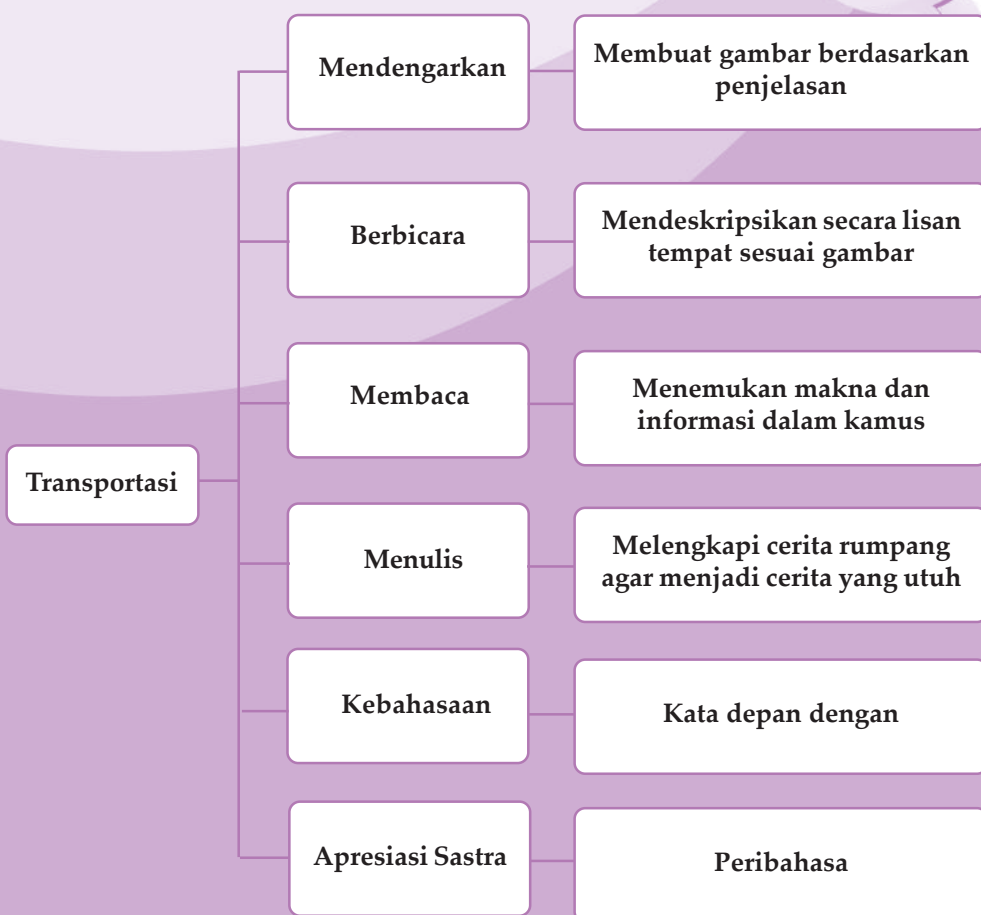 Mendengarkan
Membuat gambar berdasarkan
penjelasan
Berbicara
Mendeskripsikan secara lisan
tempat sesuai gambar
Membaca
Menemukan makna dan
informasi dalam kamus
Transportasi
Menulis
Melengkapi cerita rumpang
agar menjadi cerita yang utuh
Kebahasaan
Kata depan dengan
Apresiasi Sastra
Peribahasa